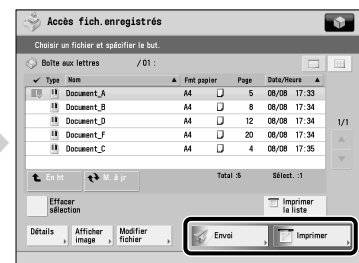 Accès fich.enregistrés
Choisir un fichier et spécifier le but.
Boîte aux lettres /01 :
✓ Type Nom ▲ Fmt papier Page Date/Heure ▲
Document_A A4 5 08/08 17:33
Document_B A4 8 08/08 17:34
Document_D A4 12 08/08 17:34
Document_F A4 20 08/08 17:34
Document_C A4 4 08/08 17:35
1/1
En ht M. à jr Total :5 Sélect. :1
Effacer sélection
Imprimer la liste
Détails Afficher image Modifier fichier Envoi Imprimer